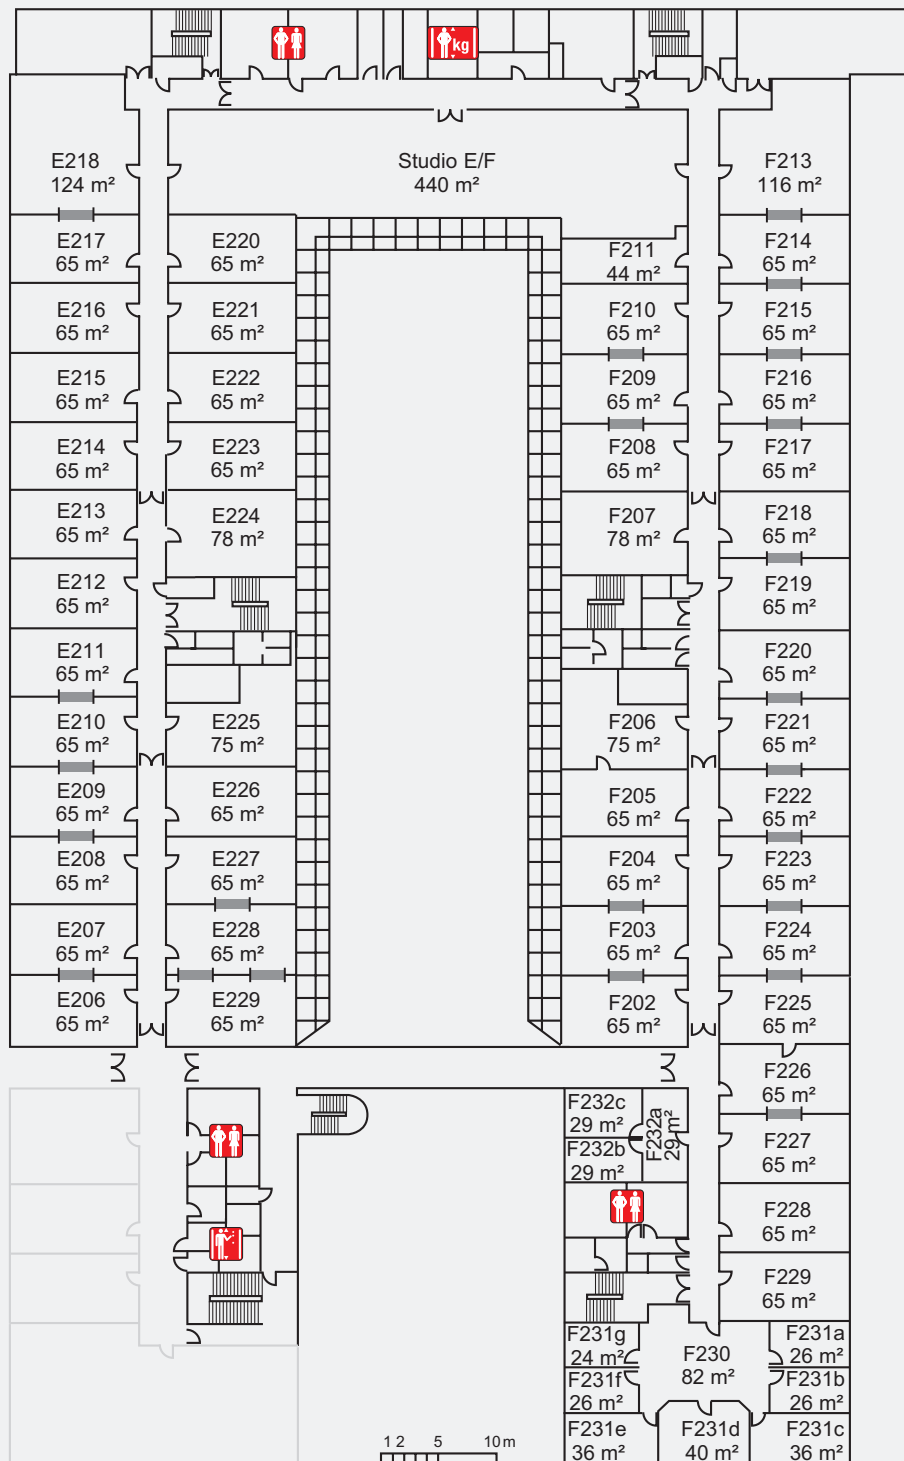 kg
E218
124 m²
Studio E/F
440 m²
F213
116 m²
E217
65 m²
E220
65 m²
F211
44 m²
F214
65 m²
E216
65 m²
E221
65 m²
F210
65 m²
F215
65 m²
E215
65 m²
E222
65 m²
F209
65 m²
F216
65 m²
E214
65 m²
E223
65 m²
F208
65 m²
F217
65 m²
E213
65 m²
E224
78 m²
F207
78 m²
F218
65 m²
E212
65 m²
F219
65 m²
E211
65 m²
F220
65 m²
E210
65 m²
E225
75 m²
F206
75 m²
F221
65 m²
E209
65 m²
E226
65 m²
F205
65 m²
F222
65 m²
E208
65 m²
E227
65 m²
F204
65 m²
F223
65 m²
E207
65 m²
E228
65 m²
F203
65 m²
F224
65 m²
E206
65 m²
E229
65 m²
F202
65 m²
F225
65 m²
F226
65 m²
F232c
29 m²
F232a
29 m²
F232b
29 m²
F227
65 m²
F228
65 m²
F229
65 m²
F231g
24 m²
F230
82 m²
F231a
26 m²
F231f
26 m²
F231b
26 m²
F231e
36 m²
F231d
40 m²
F231c
36 m²
1 2 5 10 m